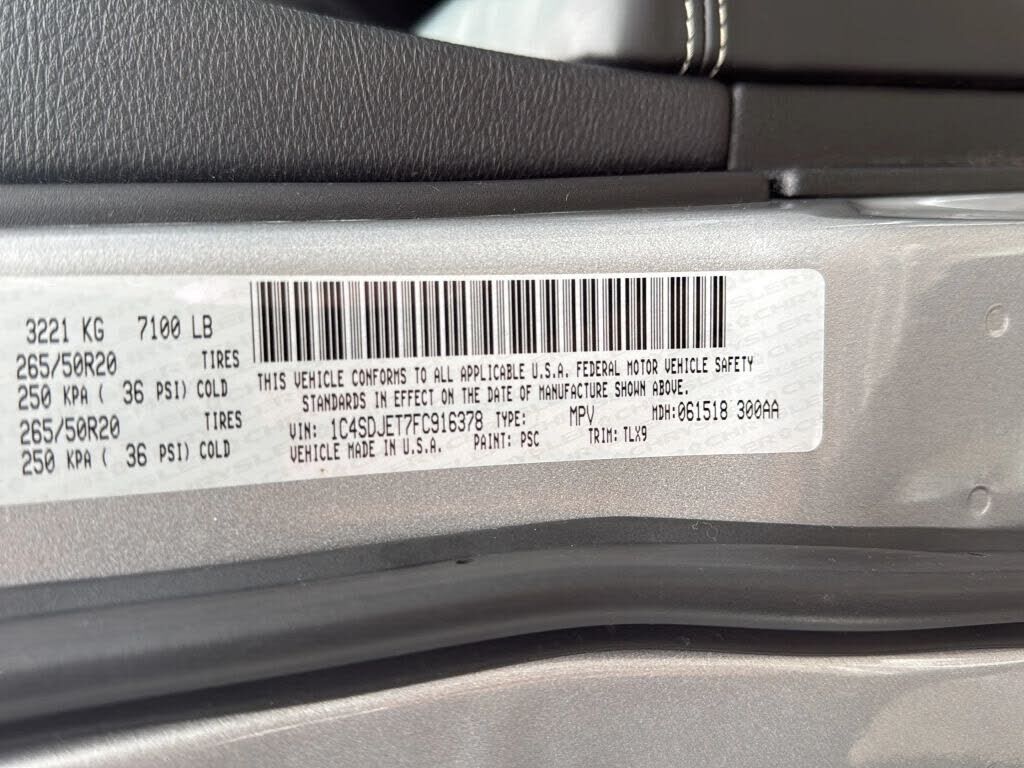 3221 KG 7100 LB
265/50R20 TIRES
250 KPA ( 36 PSI) COLD
265/50R20 TIRES
250 KPA ( 36 PSI) COLD
THIS VEHICLE CONFORMS TO ALL APPLICABLE U.S.A. FEDERAL MOTOR VEHICLE SAFETY
STANDARDS IN EFFECT ON THE DATE OF MANUFACTURE SHOWN ABOVE.
VIN: 1C4SDJET7FC916378 TYPE: MPV MDH:061518 300AA
VEHICLE MADE IN U.S.A. PAINT: PSC TRIM: TLX9